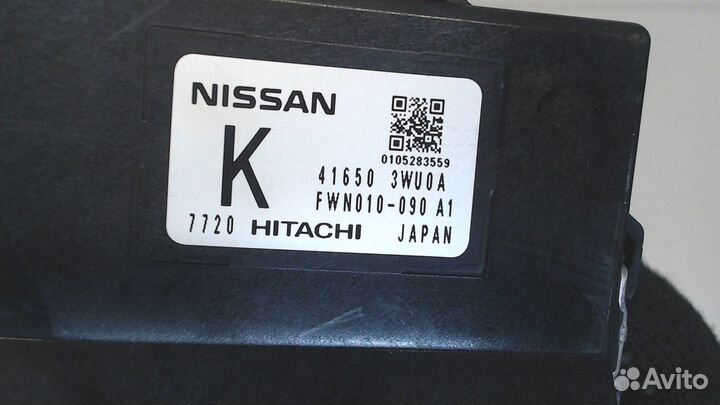 NISSAN
K
0105283559
41650 3WU0A
FWN010-090 A1
7720 HITACHI JAPAN
Avito